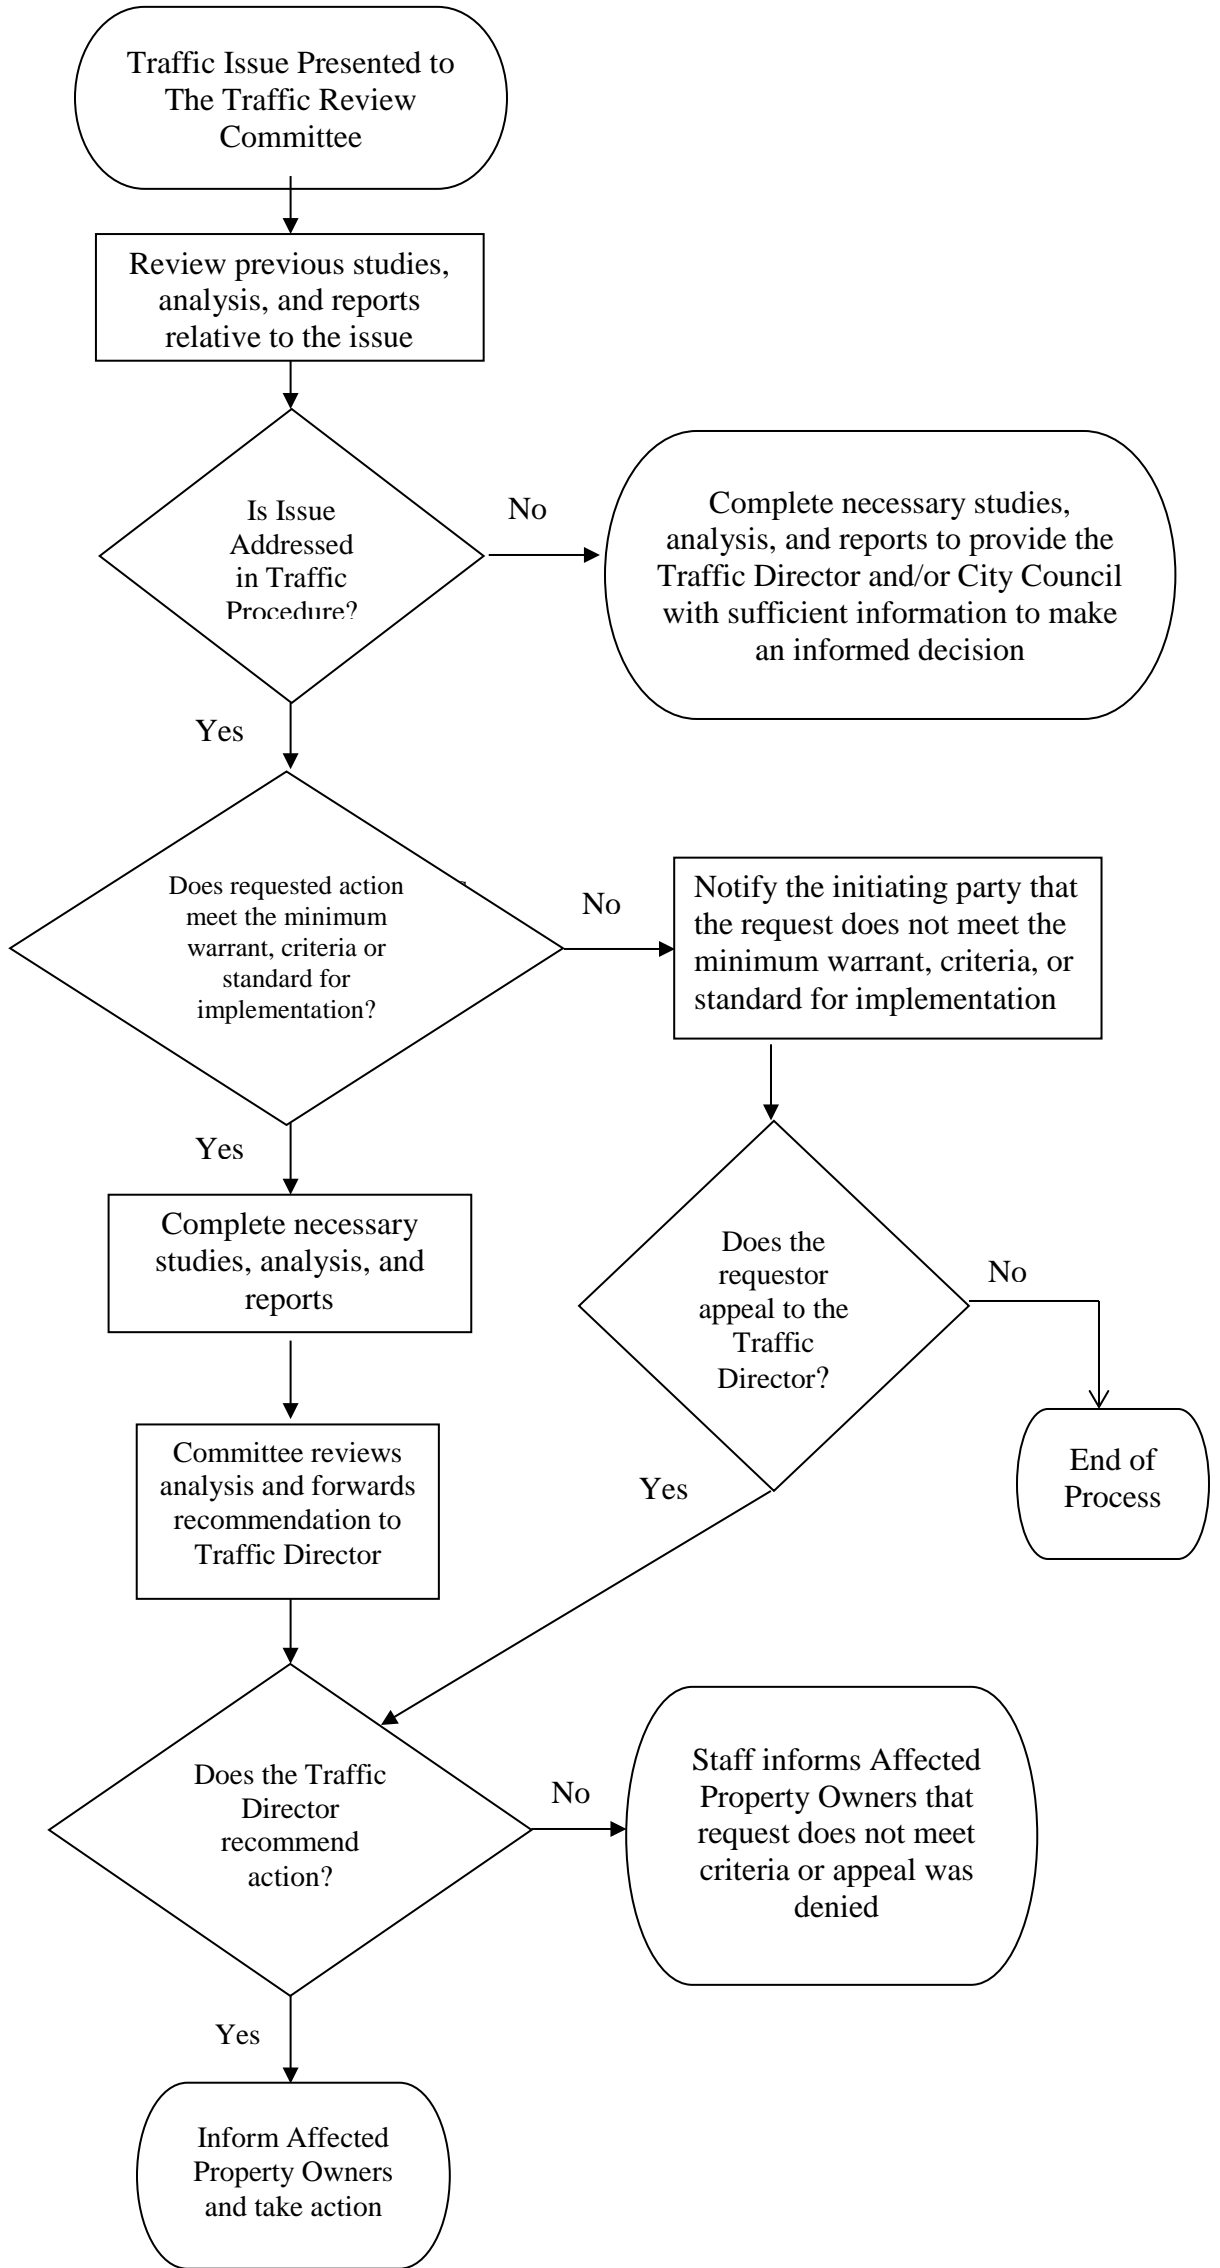 Traffic Issue Presented to
The Traffic Review
Committee
Review previous studies,
analysis, and reports
relative to the issue
Is Issue
Addressed
in Traffic
Procedure?
No
Complete necessary studies,
analysis, and reports to provide the
Traffic Director and/or City Council
with sufficient information to make
an informed decision
Yes
Does requested action
meet the minimum
warrant, criteria or
standard for
implementation?
No
Notify the initiating party that
the request does not meet the
minimum warrant, criteria, or
standard for implementation
Yes
Complete necessary
studies, analysis, and
reports
Does the
requestor
appeal to the
Traffic
Director?
No
End of
Process
Committee reviews
analysis and forwards
recommendation to
Traffic Director
Yes
Does the Traffic
Director
recommend
action?
No
Staff informs Affected
Property Owners that
request does not meet
criteria or appeal was
denied
Yes
Inform Affected
Property Owners
and take action